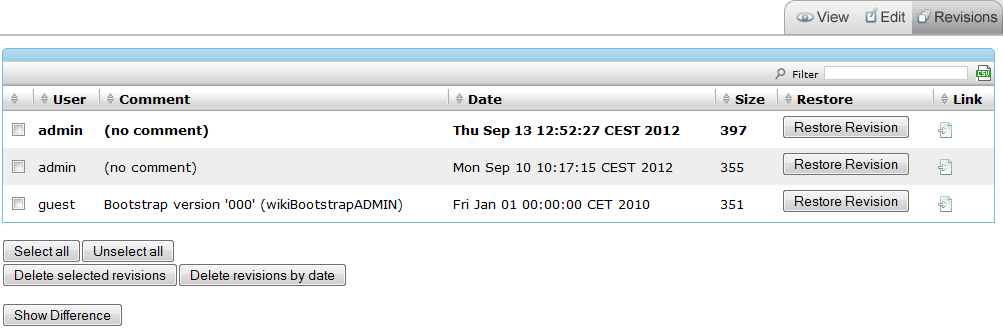 View Edit Revisions
Filter CSV
User Comment Date Size Restore Link
admin (no comment) Thu Sep 13 12:52:27 CEST 2012 397 Restore Revision
admin (no comment) Mon Sep 10 10:17:15 CEST 2012 355 Restore Revision
guest Bootstrap version '000' (wikiBootstrapADMIN) Fri Jan 01 00:00:00 CET 2010 351 Restore Revision
Select all Unselect all
Delete selected revisions Delete revisions by date
Show Difference